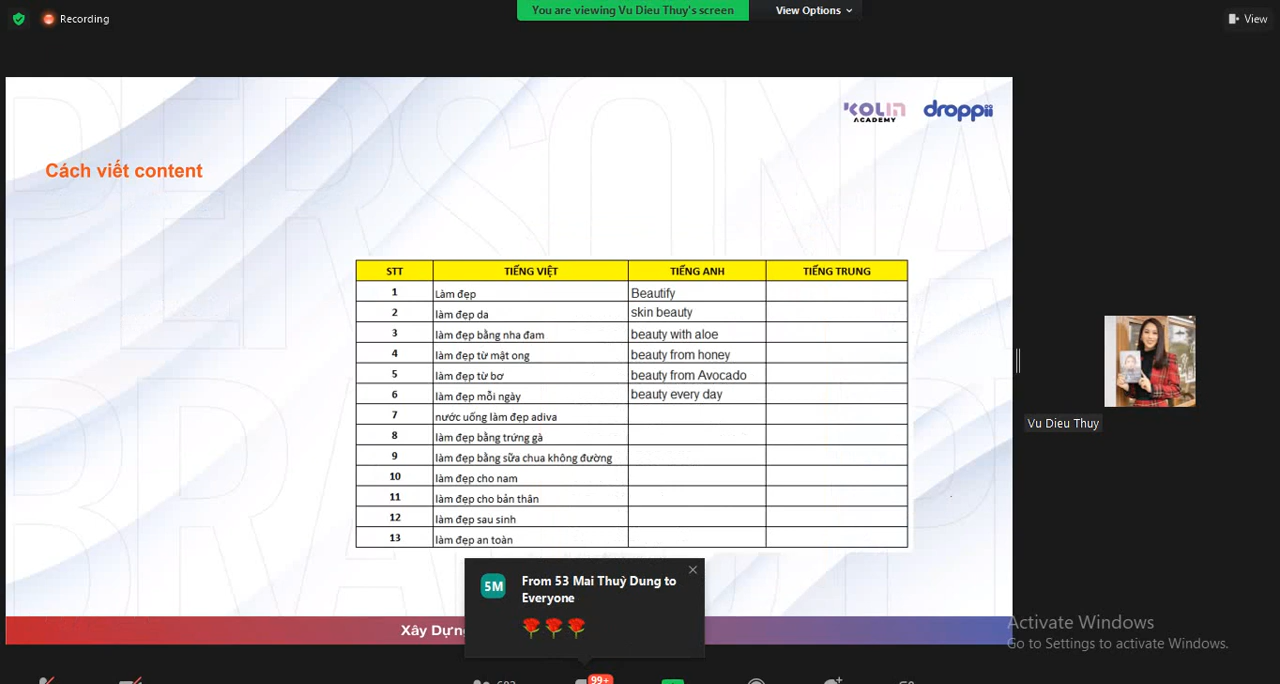 Recording
You are viewing Vu Dieu Thuy's screen
View Options
View
KOLIN
ACADEMY
droppii
PERSONAL
BRAND
Cách viết content
STT TIẾNG VIỆT TIẾNG ANH TIẾNG TRUNG
1 Làm đẹp Beautify
2 làm đẹp da skin beauty
3 làm đẹp bằng nha đam beauty with aloe
4 làm đẹp từ mật ong beauty from honey
5 làm đẹp từ bơ beauty from Avocado
6 làm đẹp mỗi ngày beauty every day
7 nước uống làm đẹp adiva
8 làm đẹp bằng trứng gà
9 làm đẹp bằng sữa chua không đường
10 làm đẹp cho nam
11 làm đẹp cho bản thân
12 làm đẹp sau sinh
13 làm đẹp an toàn
Vu Dieu Thuy
5M
From 53 Mai Thuỳ Dung to
Everyone
Xây Dựng
Activate Windows
Go to Settings to activate Windows.
99+